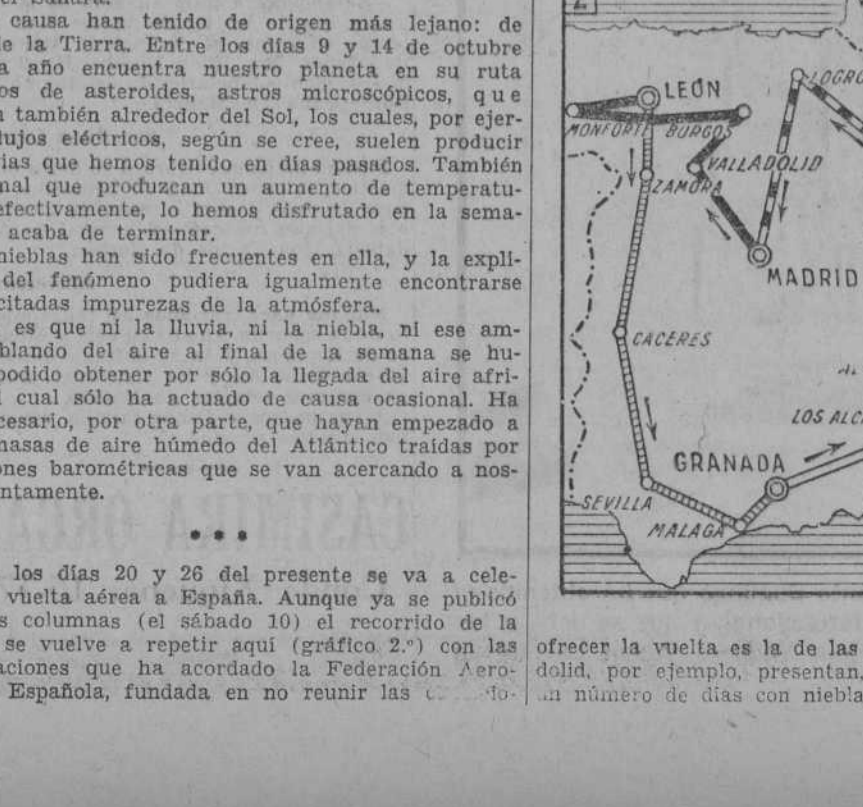 causa han tenido de origen más lejano: de
e la Tierra. Entre los días 9 y 14 de octubre
a año encuentra nuestro planeta en su ruta
os de asteroides, astros microscópicos, que
n también alrededor del Sol, los cuales, por ejer-
lujos eléctricos, según se cree, suelen producir
ias que hemos tenido en días pasados. También
mal que produzcan un aumento de temperatu-
efectivamente, lo hemos disfrutado en la sema-
acaba de terminar.
nieblas han sido frecuentes en ella, y la expli-
del fenómeno pudiera igualmente encontrarse
citadas impurezas de la atmósfera.
es que ni la lluvia, ni la niebla, ni ese am-
blando del aire al final de la semana se hu-
podido obtener por sólo la llegada del aire afri-
l cual sólo ha actuado de causa ocasional. Ha
cesario, por otra parte, que hayan empezado a
masas de aire húmedo del Atlántico traídas por
ones barométricas que se van acercando a nos-
ntamente.
los días 20 y 26 del presente se va a cele-
vuelta aérea a España. Aunque ya se publicó
s columnas (el sábado 10) el recorrido de la
se vuelve a repetir aquí (gráfico 2.º) con las
aciones que ha acordado la Federación Aero-
Española, fundada en no reunir las
2
LEÓN
LOGRO
MONFORTE
BURGOS
VALLADOLID
ZAMORA
MADRID
CACERES
LOS ALC
GRANADA
SEVILLA
MALAGA
ofrecer la vuelta es la de las
dolid, por ejemplo, presentan,
un número de días con niebla